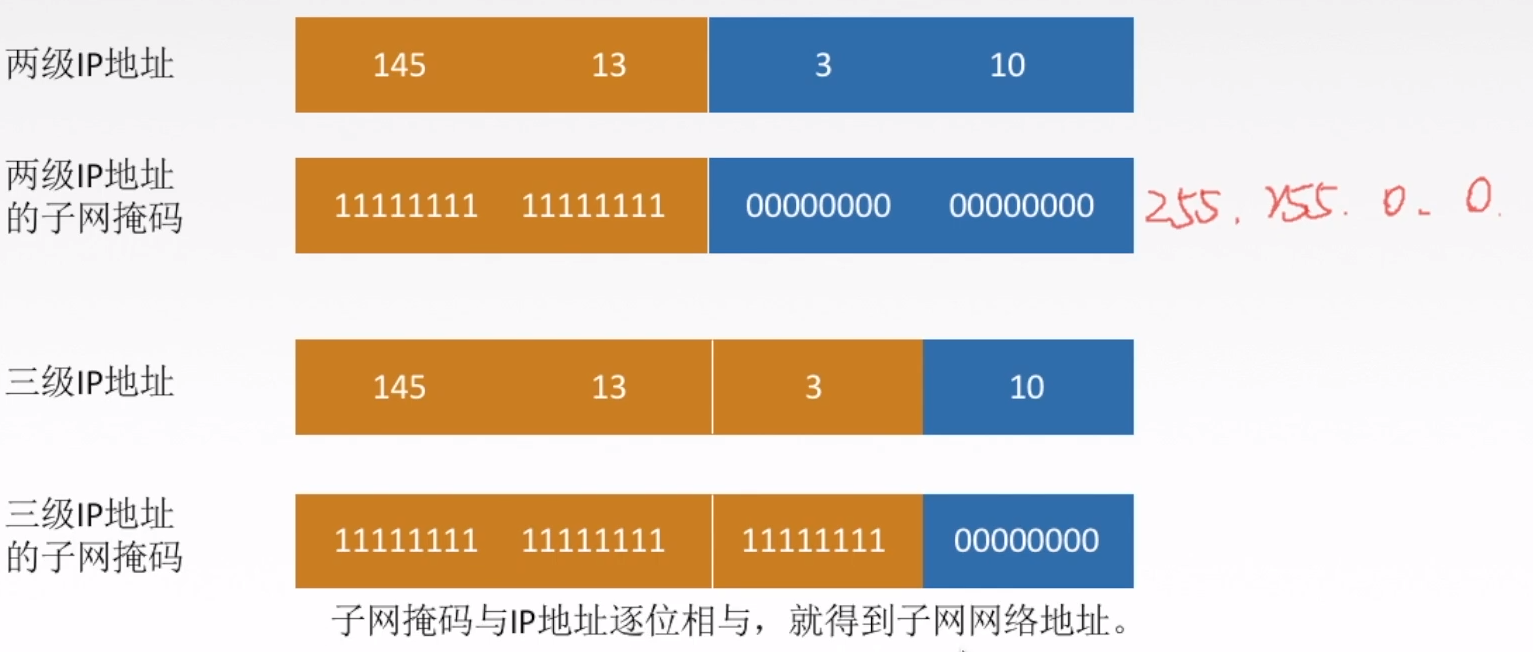 两级IP地址 145 13 3 10
两级IP地址
的子网掩码
11111111 11111111 00000000 00000000 255.255.0.0.
三级IP地址 145 13 3 10
三级IP地址
的子网掩码
11111111 11111111 11111111 00000000
子网掩码与IP地址逐位相与，就得到子网网络地址。